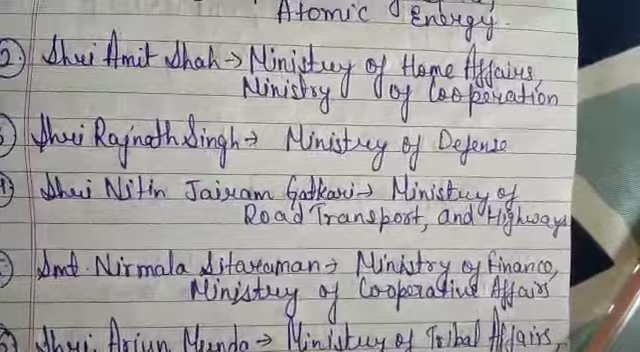 Atomic Energy.
2. Shri Amit Shah → Ministry of Home Affairs,
Ministry of Cooperation
3) Shri Rajnath Singh → Ministry of Defense
4) Shri Nitin Jairam Gatkari → Ministry of
Road Transport, and Highways
5) Smt. Nirmala Sitaraman → Ministry of Finance,
Ministry of Cooperative Affairs
6) Shri. Arjun Munda → Ministry of Tribal Affairs,